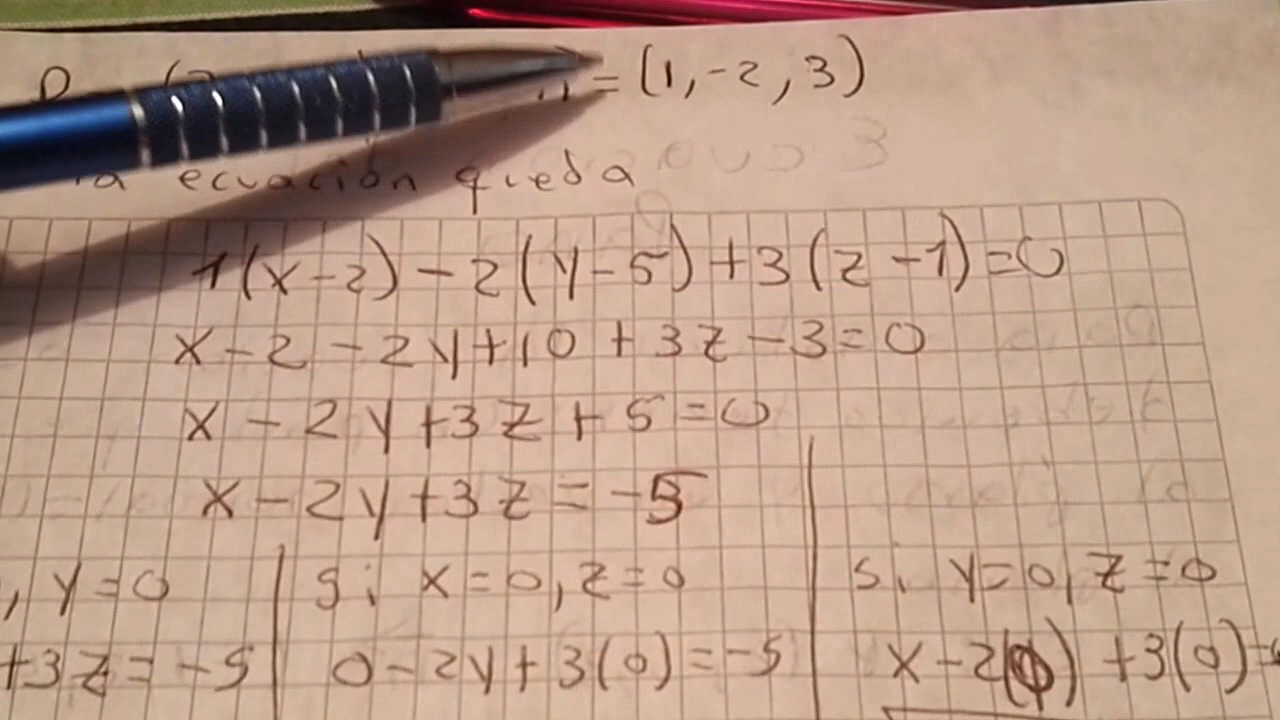 = (1, -2, 3)
la ecuación queda
1(x-2) - 2(y-5) + 3(z-1) = 0
x - 2 - 2y + 10 + 3z - 3 = 0
x - 2y + 3z + 5 = 0
x - 2y + 3z = -5
, y = 0
si x = 0, z = 0
si y = 0, z = 0
+3z = -5
0 - 2y + 3(0) = -5
x - 2(0) + 3(0) =